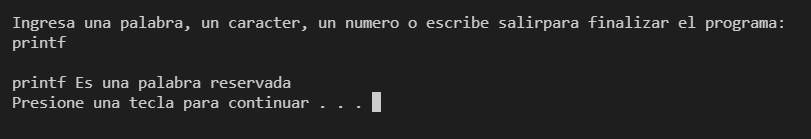 Ingresa una palabra, un caracter, un numero o escribe salirpara finalizar el programa:
printf
printf Es una palabra reservada
Presione una tecla para continuar . . .